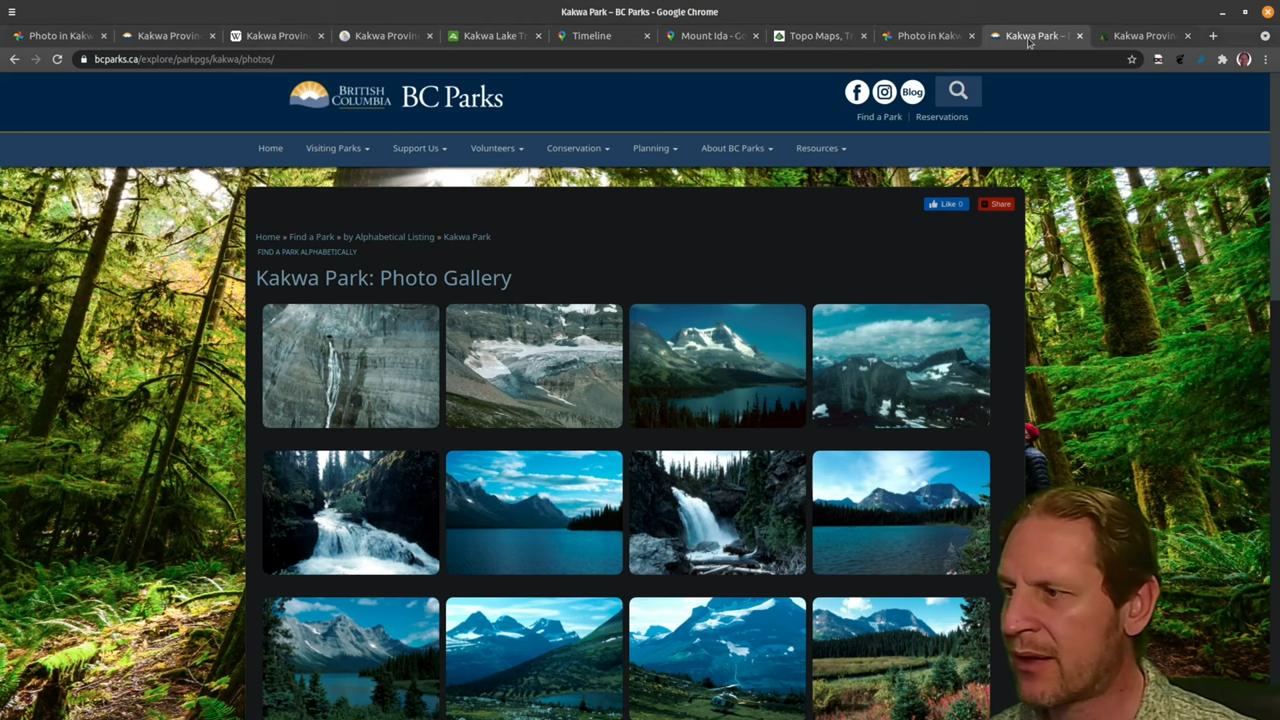 Kakwa Park – BC Parks - Google Chrome
Photo in Kakw
Kakwa Provin
Kakwa Provin
Kakwa Provin
Kakwa Lake Tr
Timeline
Mount Ida - Go
Topo Maps, Tr
Photo in Kakw
Kakwa Park –
Kakwa Provin
bcparks.ca/explore/parkpgs/kakwa/photos/
BRITISH
COLUMBIA
BC Parks
Blog
Find a Park
Reservations
Home
Visiting Parks
Support Us
Volunteers
Conservation
Planning
About BC Parks
Resources
Like 0
Share
Home » Find a Park » by Alphabetical Listing » Kakwa Park
FIND A PARK ALPHABETICALLY
Kakwa Park: Photo Gallery